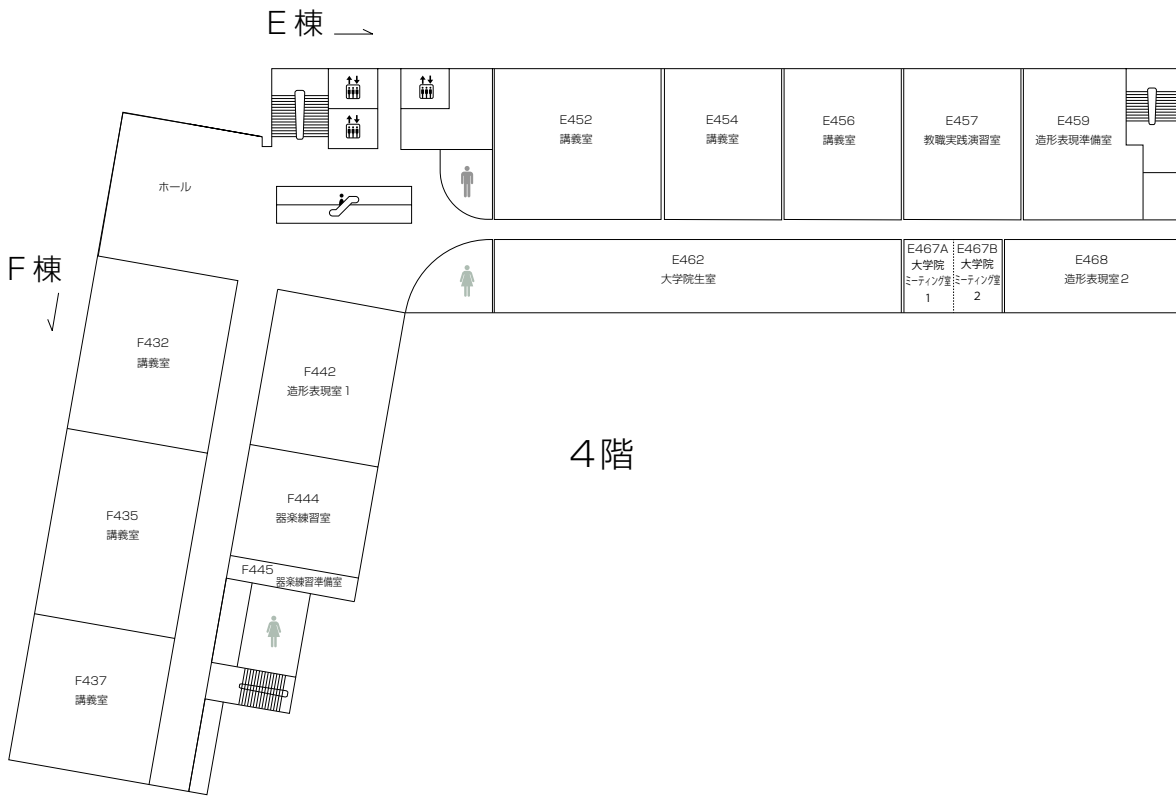 E棟
E452
講義室
E454
講義室
E456
講義室
E457
教職実践演習室
E459
造形表現準備室
ホール
F棟
E462
大学院生室
E467A
大学院
ミーティング室
1
E467B
大学院
ミーティング室
2
E468
造形表現室2
F432
講義室
F442
造形表現室1
4階
F435
講義室
F444
器楽練習室
F445
器楽練習準備室
F437
講義室